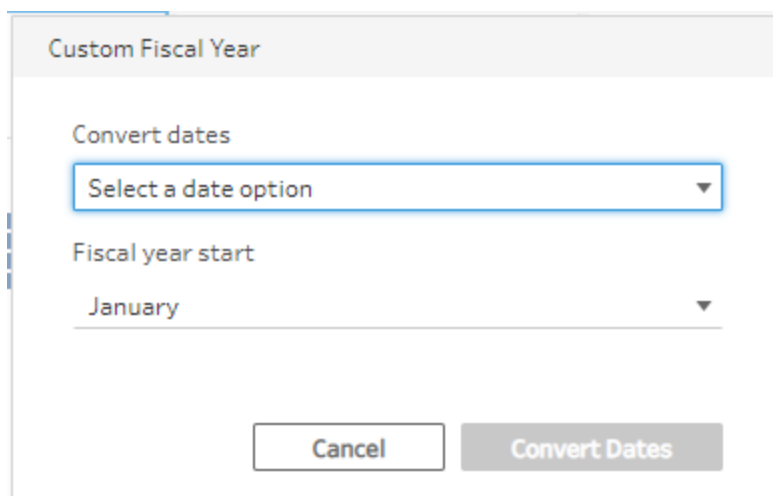 Custom Fiscal Year
Convert dates
Select a date option
Fiscal year start
January
Cancel
Convert Dates